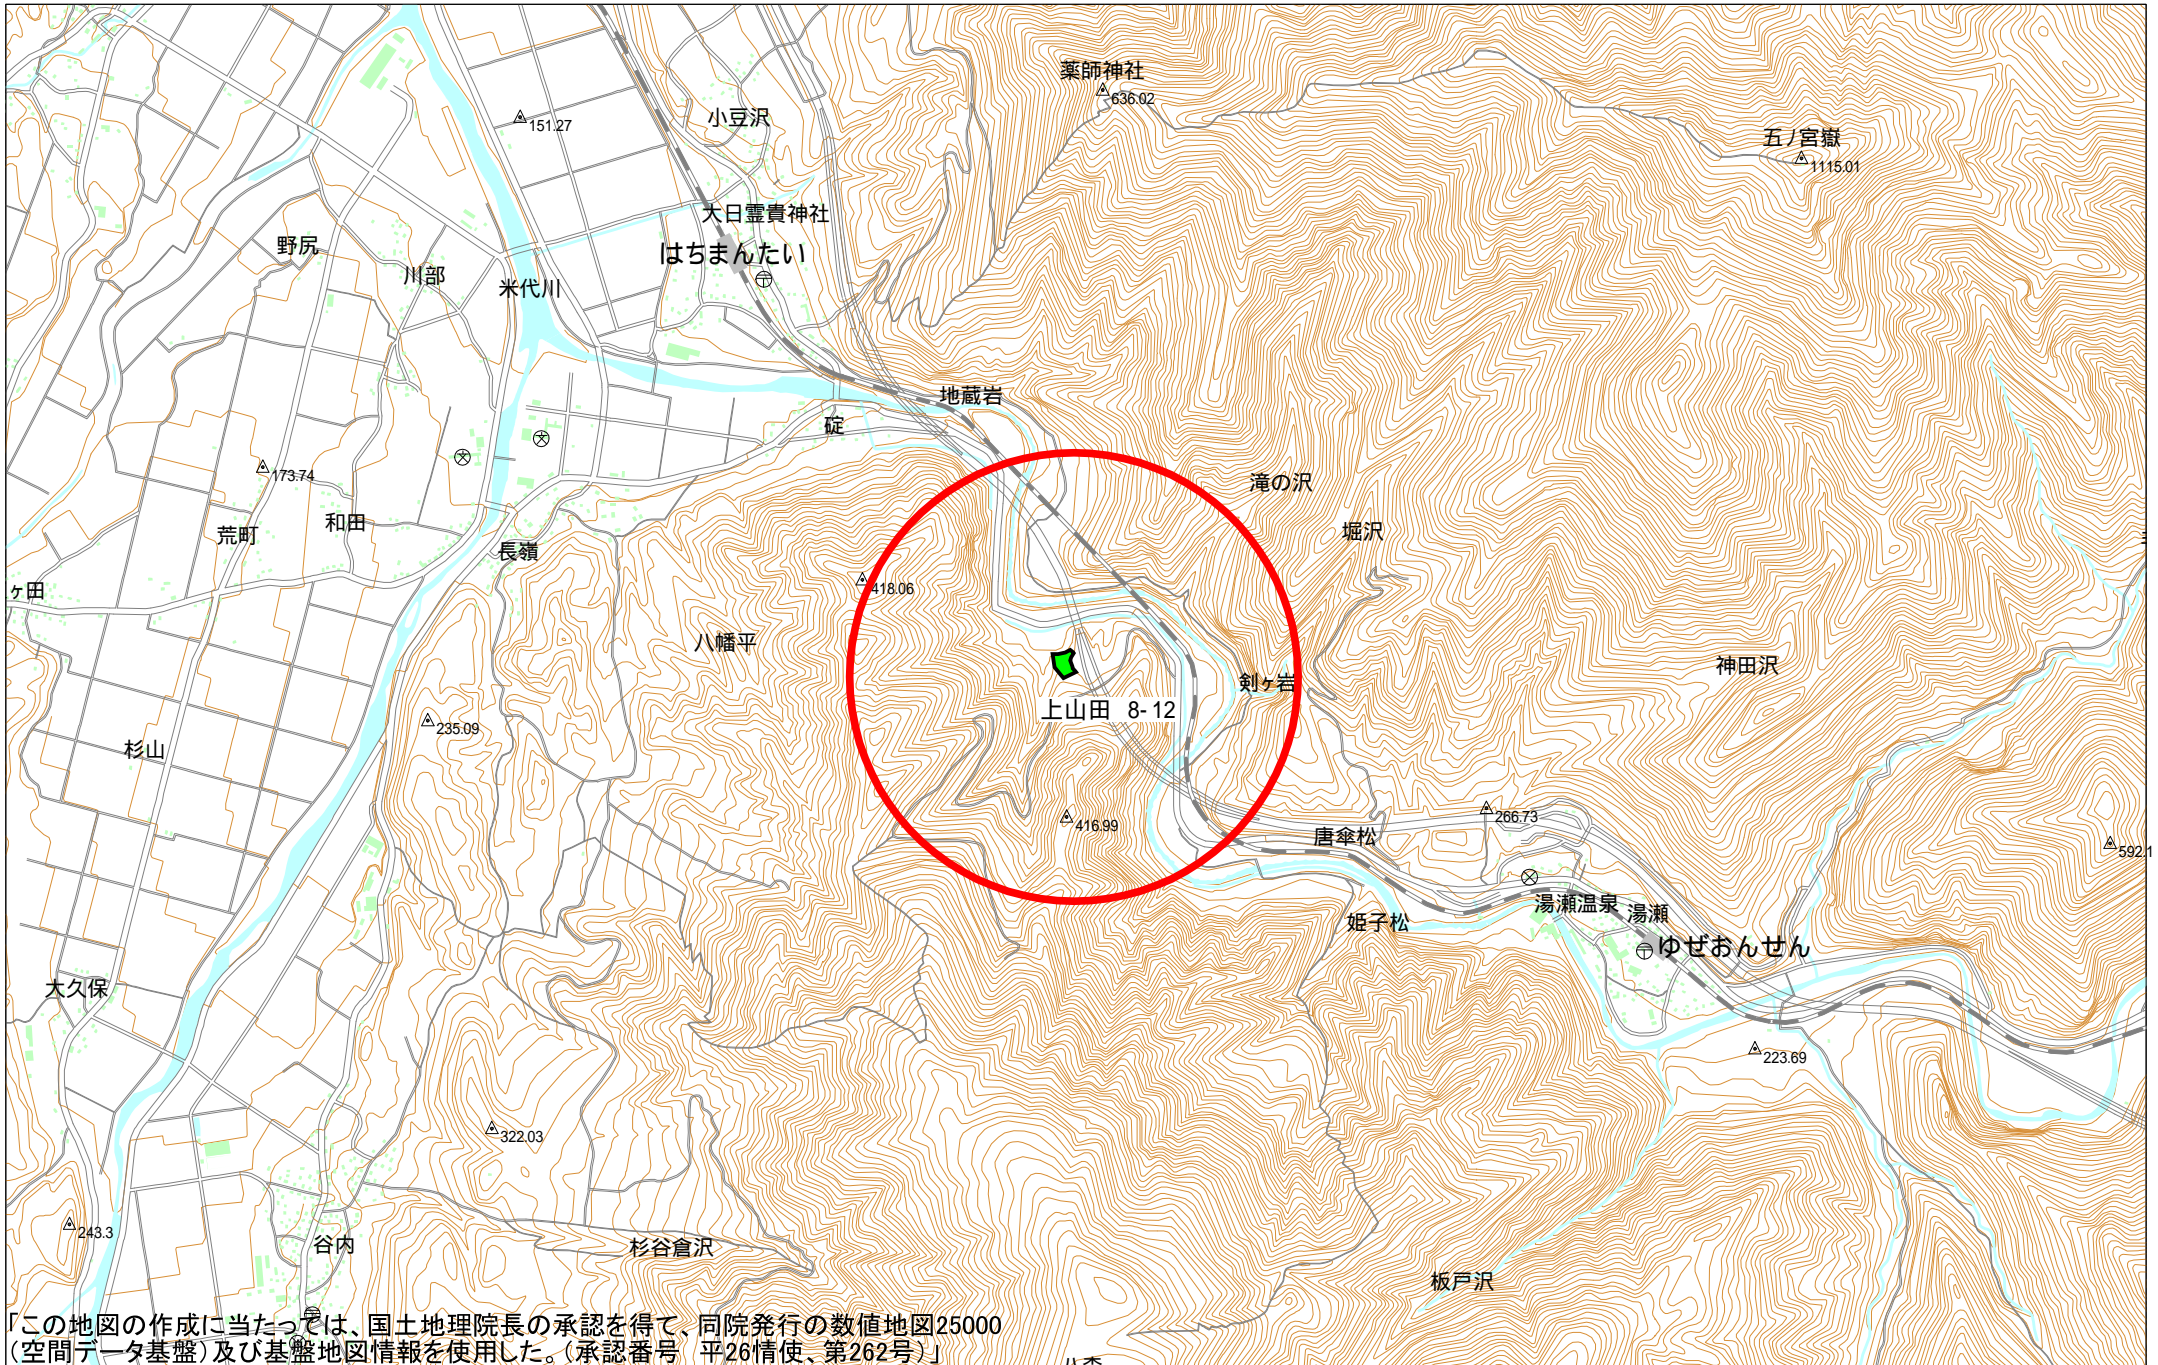 薬師神社
636.02
小豆沢
151.27
五ノ宮嶽
1115.01
大日霊貴神社
野尻
はちまんたい
川部
米代川
地蔵岩
碇
173.74
滝の沢
和田
荒町
堀沢
長嶺
ヶ田
418.06
八幡平
神田沢
剣ヶ岩
上山田 8-12
235.09
杉山
266.73
416.99
唐傘松
592.1
湯瀬温泉
湯瀬
姫子松
ゆぜおんせん
大久保
223.69
322.03
243.3
谷内
杉谷倉沢
板戸沢
「この地図の作成に当たっては、国土地理院長の承認を得て、同院発行の数値地図25000
(空間データ基盤)及び基盤地図情報を使用した。(承認番号 平26情使、第262号)」